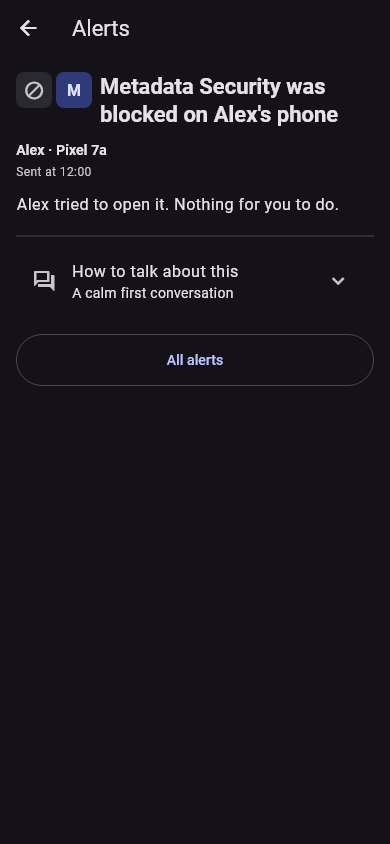 Alerts
M
Metadata Security was
blocked on Alex's phone
Alex · Pixel 7a
Sent at 12:00
Alex tried to open it. Nothing for you to do.
How to talk about this
A calm first conversation
All alerts